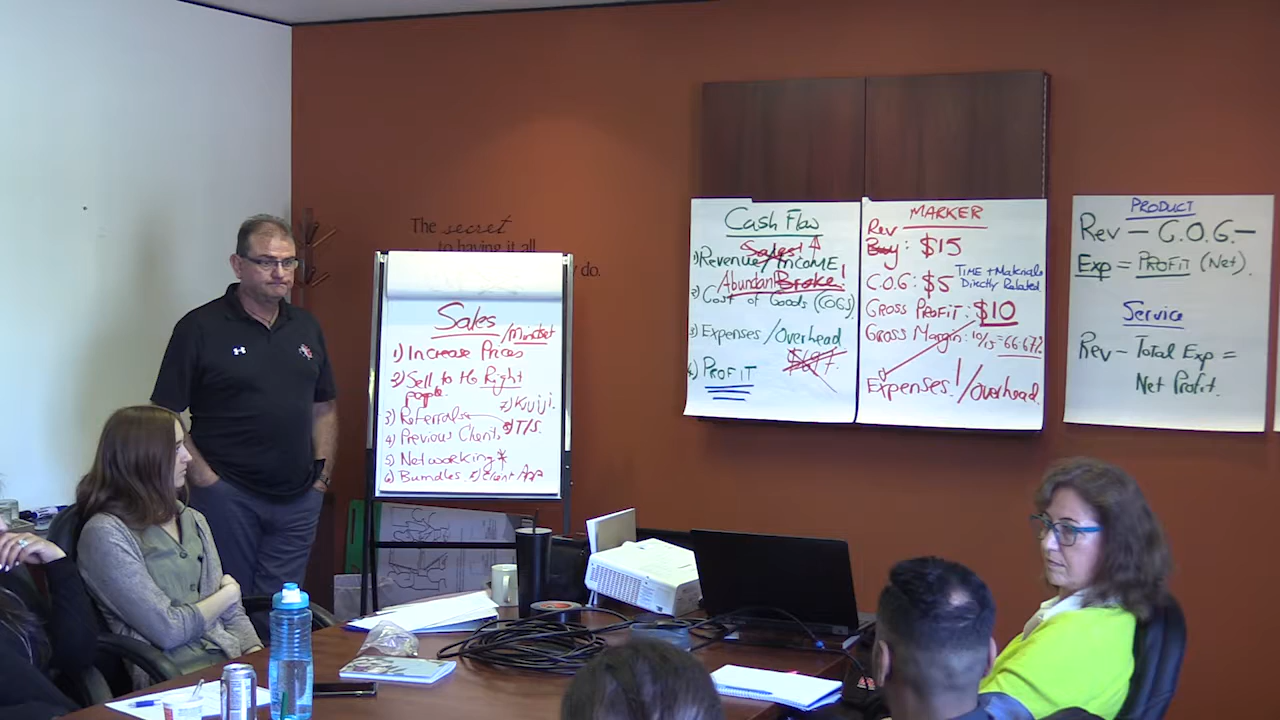 The secret
to having it all
do.
Sales
/Mindset
1) Increase Prices
2) Sell to the Right
people.
7) Kijiji.
3) Referrals
8) T/S.
4) Previous Clients
5) Networking *
6) Bundles. Client App
Cash Flow
Sales!
1) Revenue/Income
Abundant Broke!
2) Cost of Goods (COGS)
3) Expenses/Overhead
4) PROFIT
MARKER
Rev
Buy: $15
C.O.G: $5 TIME + Materials
Directly Related
Gross PROFIT: $10
Gross Margin: 10/15 = 66.67%
Expenses!/Overhead.
PRODUCT
Rev — C.O.G. —
Exp = PROFIT (Net).
Service
Rev — Total Exp =
Net Profit.